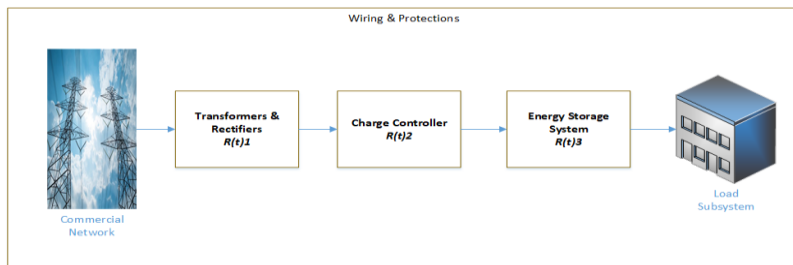 Wiring & Protections
Transformers &
Rectifiers
R(t)1
Charge Controller
R(t)2
Energy Storage
System
R(t)3
Commercial
Network
Load
Subsystem